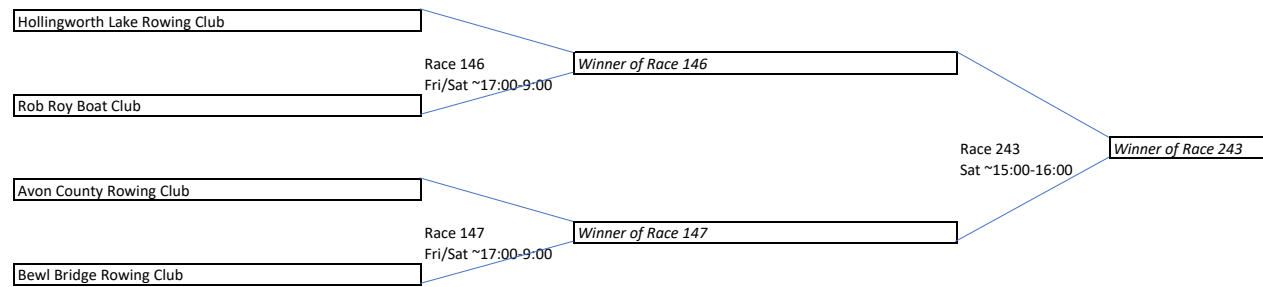 Hollingworth Lake Rowing Club
Race 146
Fri/Sat ~17:00-9:00
Winner of Race 146
Rob Roy Boat Club
Race 243
Sat ~15:00-16:00
Winner of Race 243
Avon County Rowing Club
Race 147
Fri/Sat ~17:00-9:00
Winner of Race 147
Bewl Bridge Rowing Club